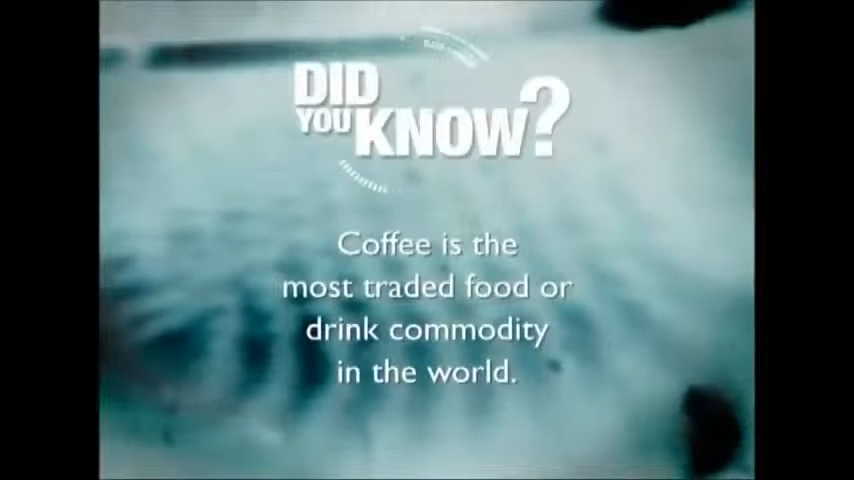 DID
YOU KNOW?
Coffee is the
most traded food or
drink commodity
in the world.